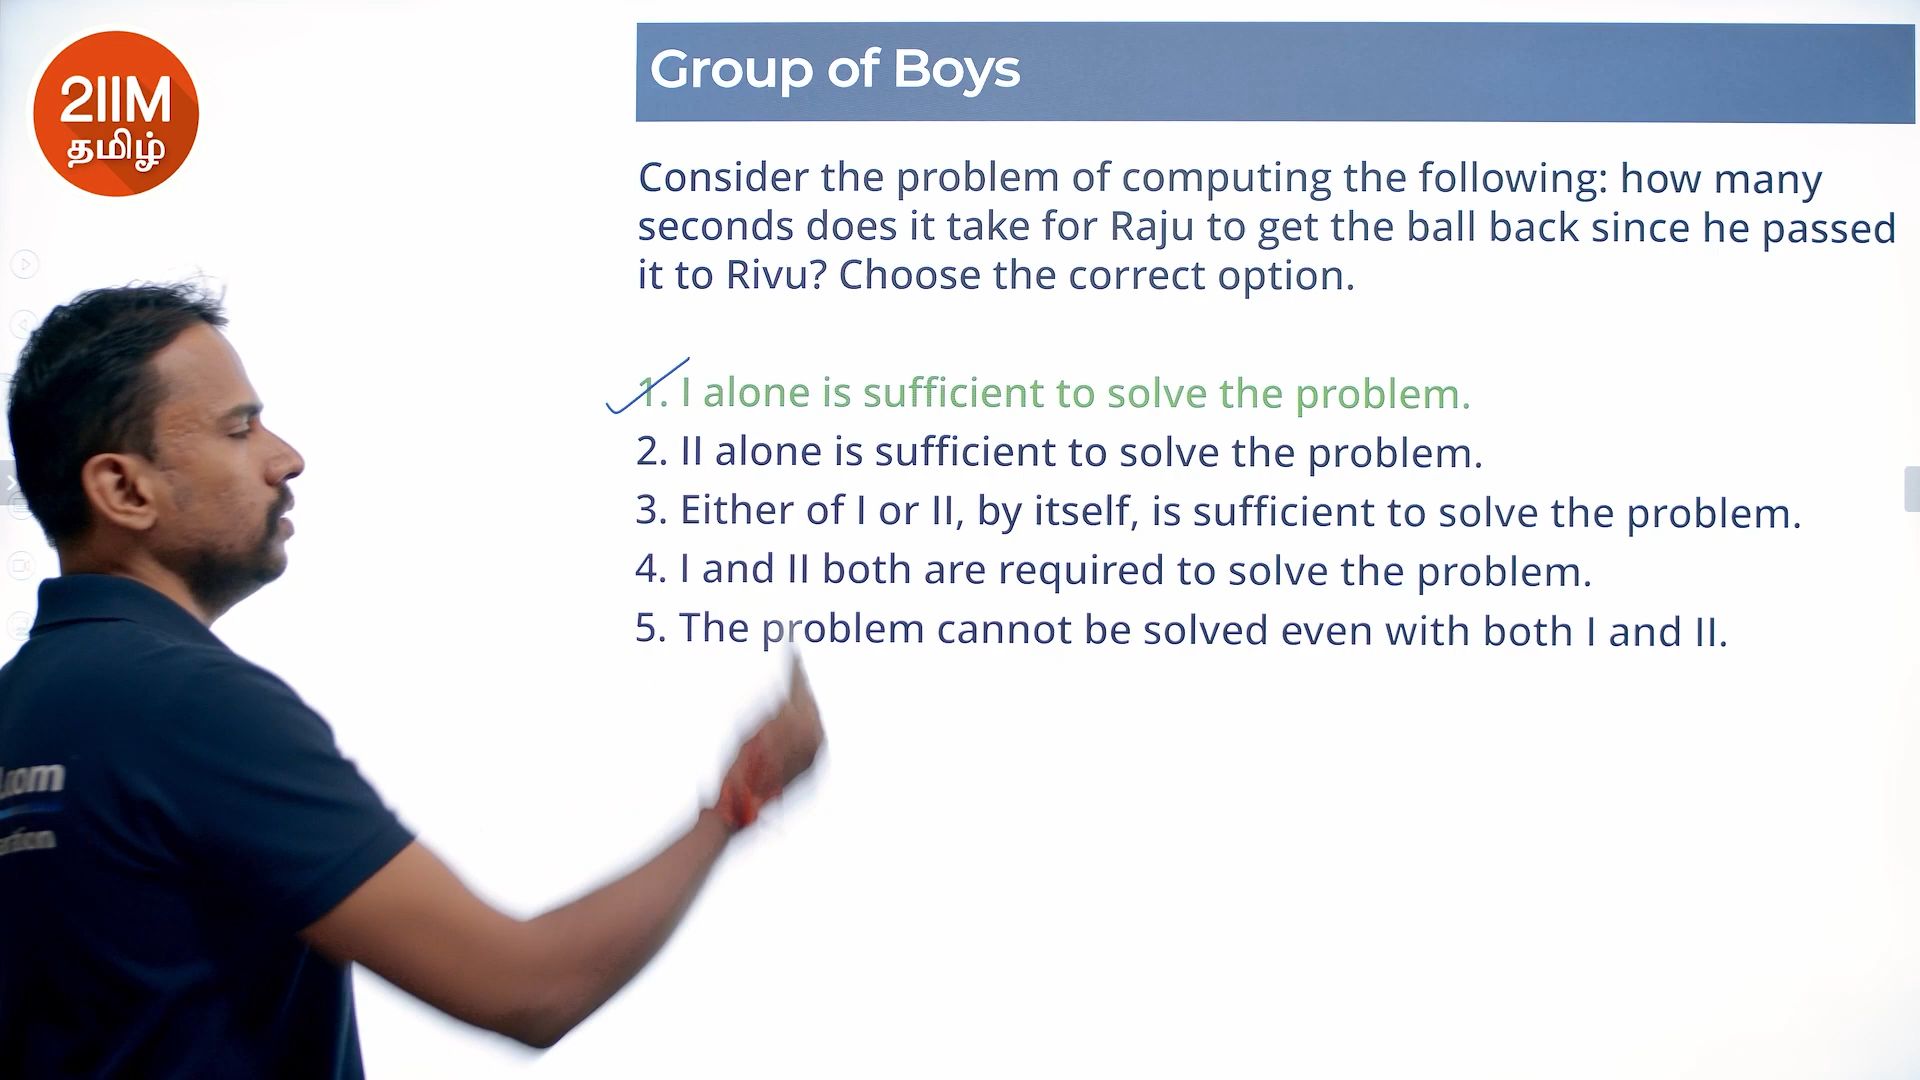 2IIM
தமிழ்
Group of Boys
Consider the problem of computing the following: how many
seconds does it take for Raju to get the ball back since he passed
it to Rivu? Choose the correct option.
1. I alone is sufficient to solve the problem.
2. II alone is sufficient to solve the problem.
3. Either of I or II, by itself, is sufficient to solve the problem.
4. I and II both are required to solve the problem.
5. The problem cannot be solved even with both I and II.
.com